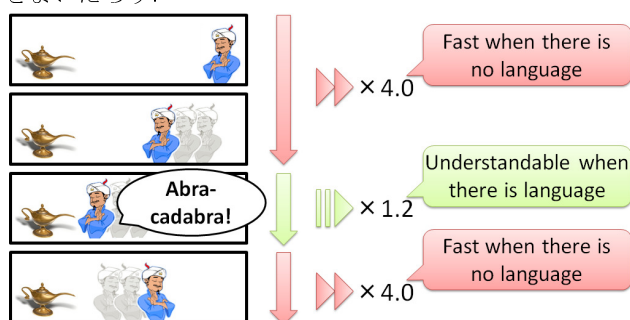 Fast when there is
no language
× 4.0
Understandable when
there is language
Abra-
cadabra!
× 1.2
Fast when there is
no language
× 4.0